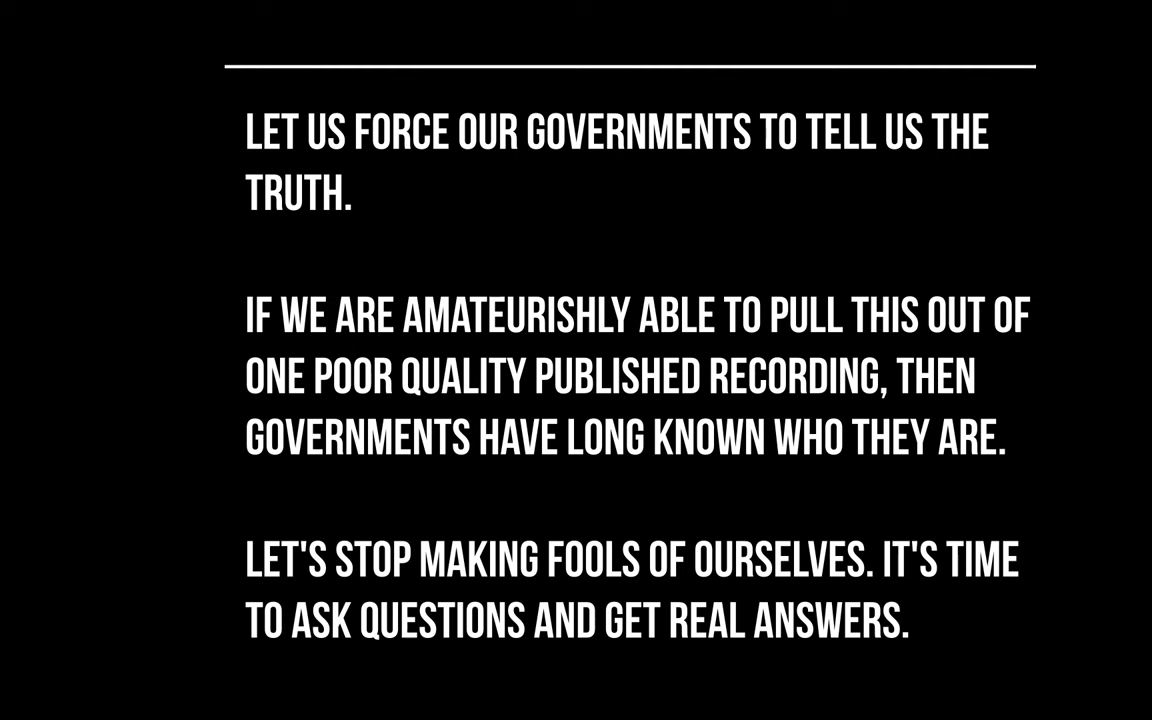 LET US FORCE OUR GOVERNMENTS TO TELL US THE
TRUTH.
IF WE ARE AMATEURISHLY ABLE TO PULL THIS OUT OF
ONE POOR QUALITY PUBLISHED RECORDING, THEN
GOVERNMENTS HAVE LONG KNOWN WHO THEY ARE.
LET'S STOP MAKING FOOLS OF OURSELVES. IT'S TIME
TO ASK QUESTIONS AND GET REAL ANSWERS.